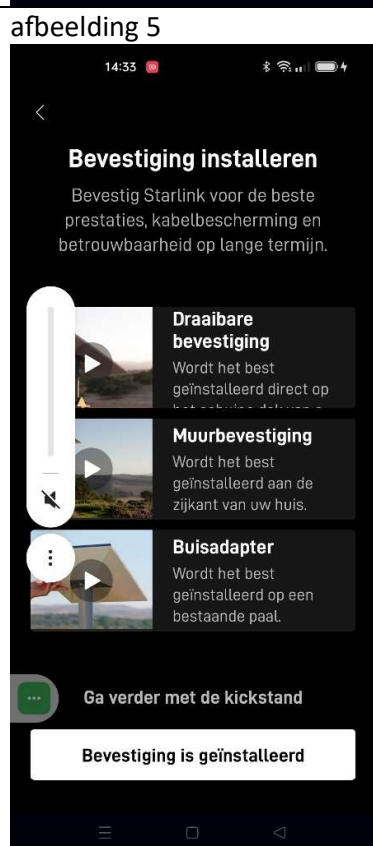 afbeelding 5
14:33
Bevestiging installeren
Bevestig Starlink voor de beste
prestaties, kabelbescherming en
betrouwbaarheid op lange termijn.
Draaibare
bevestiging
Wordt het best
geïnstalleerd direct op
Muurbevestiging
Wordt het best
geïnstalleerd aan de
zijkant van uw huis.
Buisadapter
Wordt het best
geïnstalleerd op een
bestaande paal.
Ga verder met de kickstand
Bevestiging is geïnstalleerd